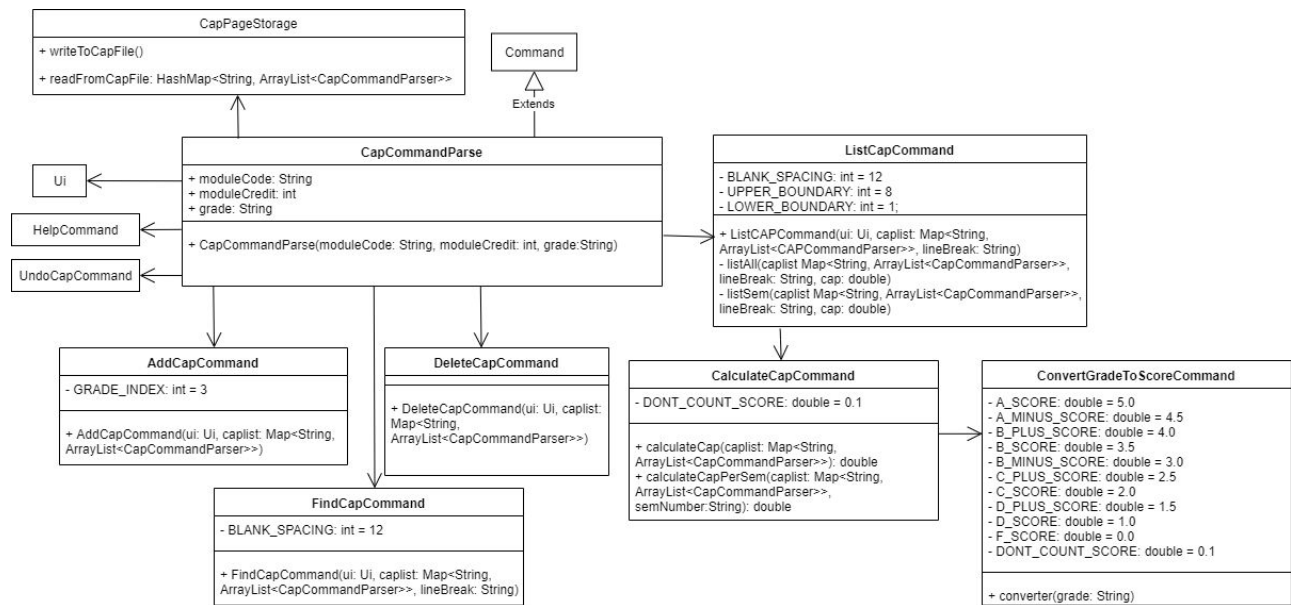 CapPageStorage
+ writeToCapFile()
+ readFromCapFile: HashMap<String, ArrayList<CapCommandParser>>
Command
Extends
CapCommandParse
+ moduleCode: String
+ moduleCredit: int
+ grade: String
+ CapCommandParse(moduleCode: String, moduleCredit: int, grade:String)
Ui
HelpCommand
UndoCapCommand
ListCapCommand
- BLANK_SPACING: int = 12
- UPPER_BOUNDARY: int = 8
- LOWER_BOUNDARY: int = 1;
+ ListCAPCommand(ui: Ui, caplist: Map<String,
ArrayList<CAPCommandParser>>, lineBreak: String)
- listAll(caplist Map<String, ArrayList<CapCommandParser>>,
lineBreak: String, cap: double)
- listSem(caplist Map<String, ArrayList<CapCommandParser>>,
lineBreak: String, cap: double)
AddCapCommand
- GRADE_INDEX: int = 3
+ AddCapCommand(ui: Ui, caplist: Map<String,
ArrayList<CapCommandParser>>)
DeleteCapCommand
+ DeleteCapCommand(ui: Ui, caplist:
Map<String,
ArrayList<CapCommandParser>>)
FindCapCommand
- BLANK_SPACING: int = 12
+ FindCapCommand(ui: Ui, caplist: Map<String,
ArrayList<CapCommandParser>>, lineBreak: String)
CalculateCapCommand
- DONT_COUNT_SCORE: double = 0.1
+ calculateCap(caplist: Map<String,
ArrayList<CapCommandParser>>): double
+ calculateCapPerSem(caplist: Map<String,
ArrayList<CapCommandParser>>,
semNumber:String): double
ConvertGradeToScoreCommand
- A_SCORE: double = 5.0
- A_MINUS_SCORE: double = 4.5
- B_PLUS_SCORE: double = 4.0
- B_SCORE: double = 3.5
- B_MINUS_SCORE: double = 3.0
- C_PLUS_SCORE: double = 2.5
- C_SCORE: double = 2.0
- D_PLUS_SCORE: double = 1.5
- D_SCORE: double = 1.0
- F_SCORE: double = 0.0
- DONT_COUNT_SCORE: double = 0.1
+ converter(grade: String)